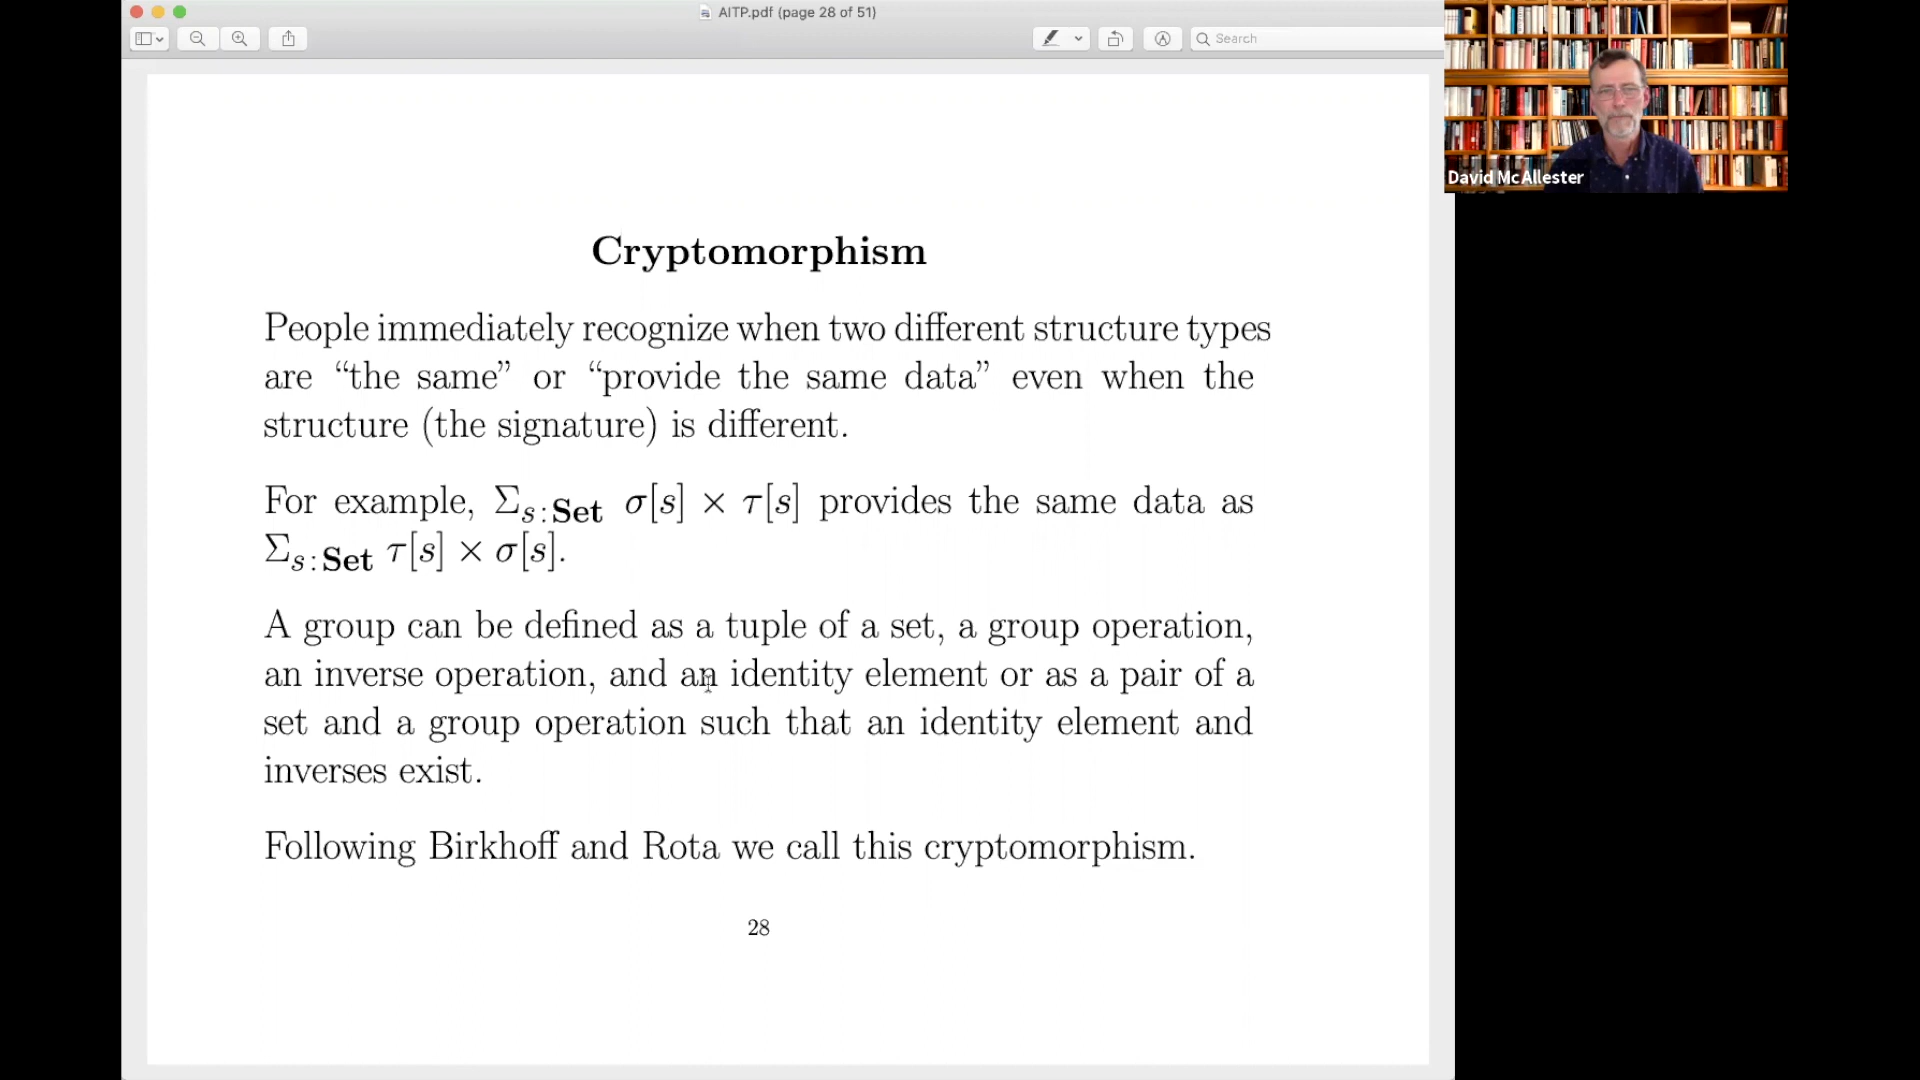 AITP.pdf (page 28 of 51)
Search
David McAllester
Cryptomorphism
People immediately recognize when two different structure types
are “the same” or “provide the same data” even when the
structure (the signature) is different.
For example, Σ_{s:Set} σ[s] × τ[s] provides the same data as
Σ_{s:Set} τ[s] × σ[s].
A group can be defined as a tuple of a set, a group operation,
an inverse operation, and an identity element or as a pair of a
set and a group operation such that an identity element and
inverses exist.
Following Birkhoff and Rota we call this cryptomorphism.
28